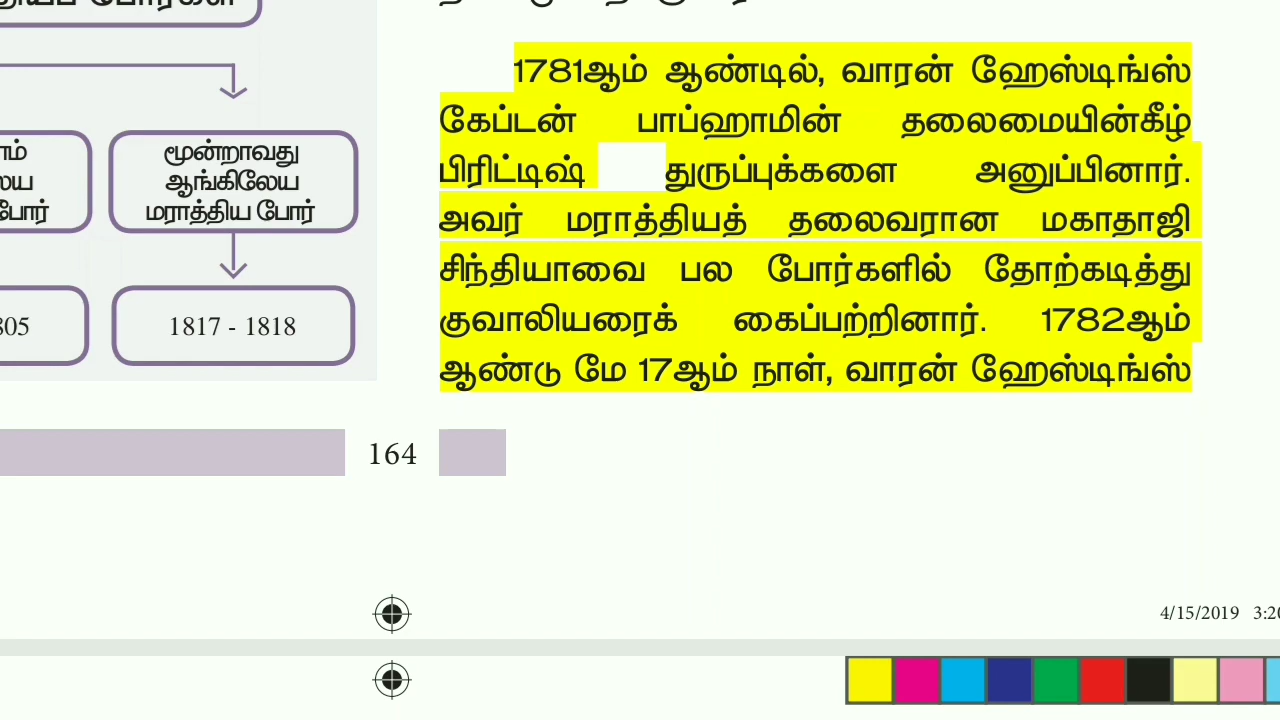 மூன்றாவது
ஆங்கிலேய
மராத்திய போர்
போர்
1817 - 1818
1781ஆம் ஆண்டில், வாரன் ஹேஸ்டிங்ஸ்
கேப்டன் பாப்ஹாமின் தலைமையின்கீழ்
பிரிட்டிஷ் துருப்புக்களை அனுப்பினார்.
அவர் மராத்தியத் தலைவரான மகாதாஜி
சிந்தியாவை பல போர்களில் தோற்கடித்து
குவாலியரைக் கைப்பற்றினார். 1782ஆம்
ஆண்டு மே 17ஆம் நாள், வாரன் ஹேஸ்டிங்ஸ்
164
4/15/2019